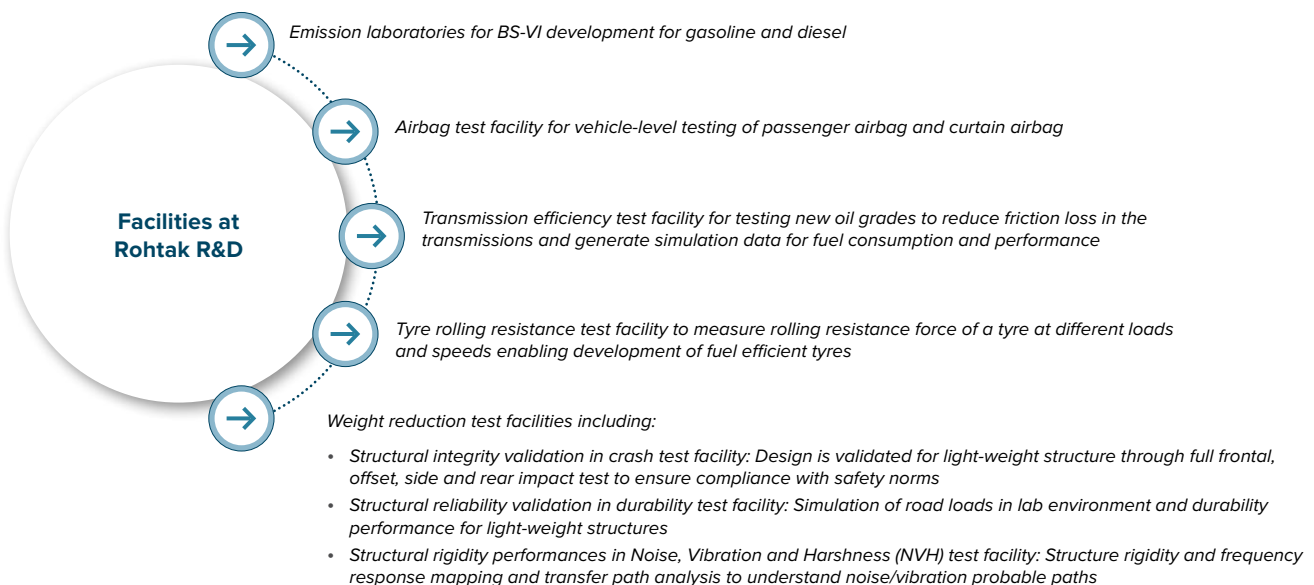 Emission laboratories for BS-VI development for gasoline and diesel
Airbag test facility for vehicle-level testing of passenger airbag and curtain airbag
Facilities at
Rohtak R&D
Transmission efficiency test facility for testing new oil grades to reduce friction loss in the
transmissions and generate simulation data for fuel consumption and performance
Tyre rolling resistance test facility to measure rolling resistance force of a tyre at different loads
and speeds enabling development of fuel efficient tyres
Weight reduction test facilities including:
• Structural integrity validation in crash test facility: Design is validated for light-weight structure through full frontal,
offset, side and rear impact test to ensure compliance with safety norms
• Structural reliability validation in durability test facility: Simulation of road loads in lab environment and durability
performance for light-weight structures
• Structural rigidity performances in Noise, Vibration and Harshness (NVH) test facility: Structure rigidity and frequency
response mapping and transfer path analysis to understand noise/vibration probable paths